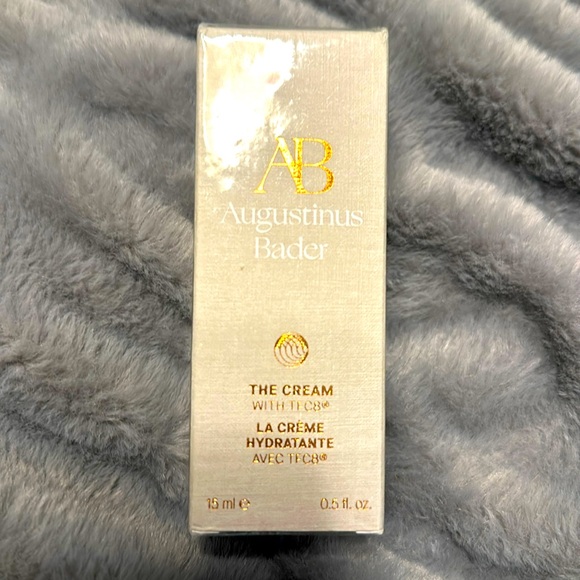 AB
Augustinus
Bader
THE CREAM
WITH TFC8®
LA CRÈME
HYDRATANTE
AVEC TFC8®
15 ml ℮
0.5 fl. oz.